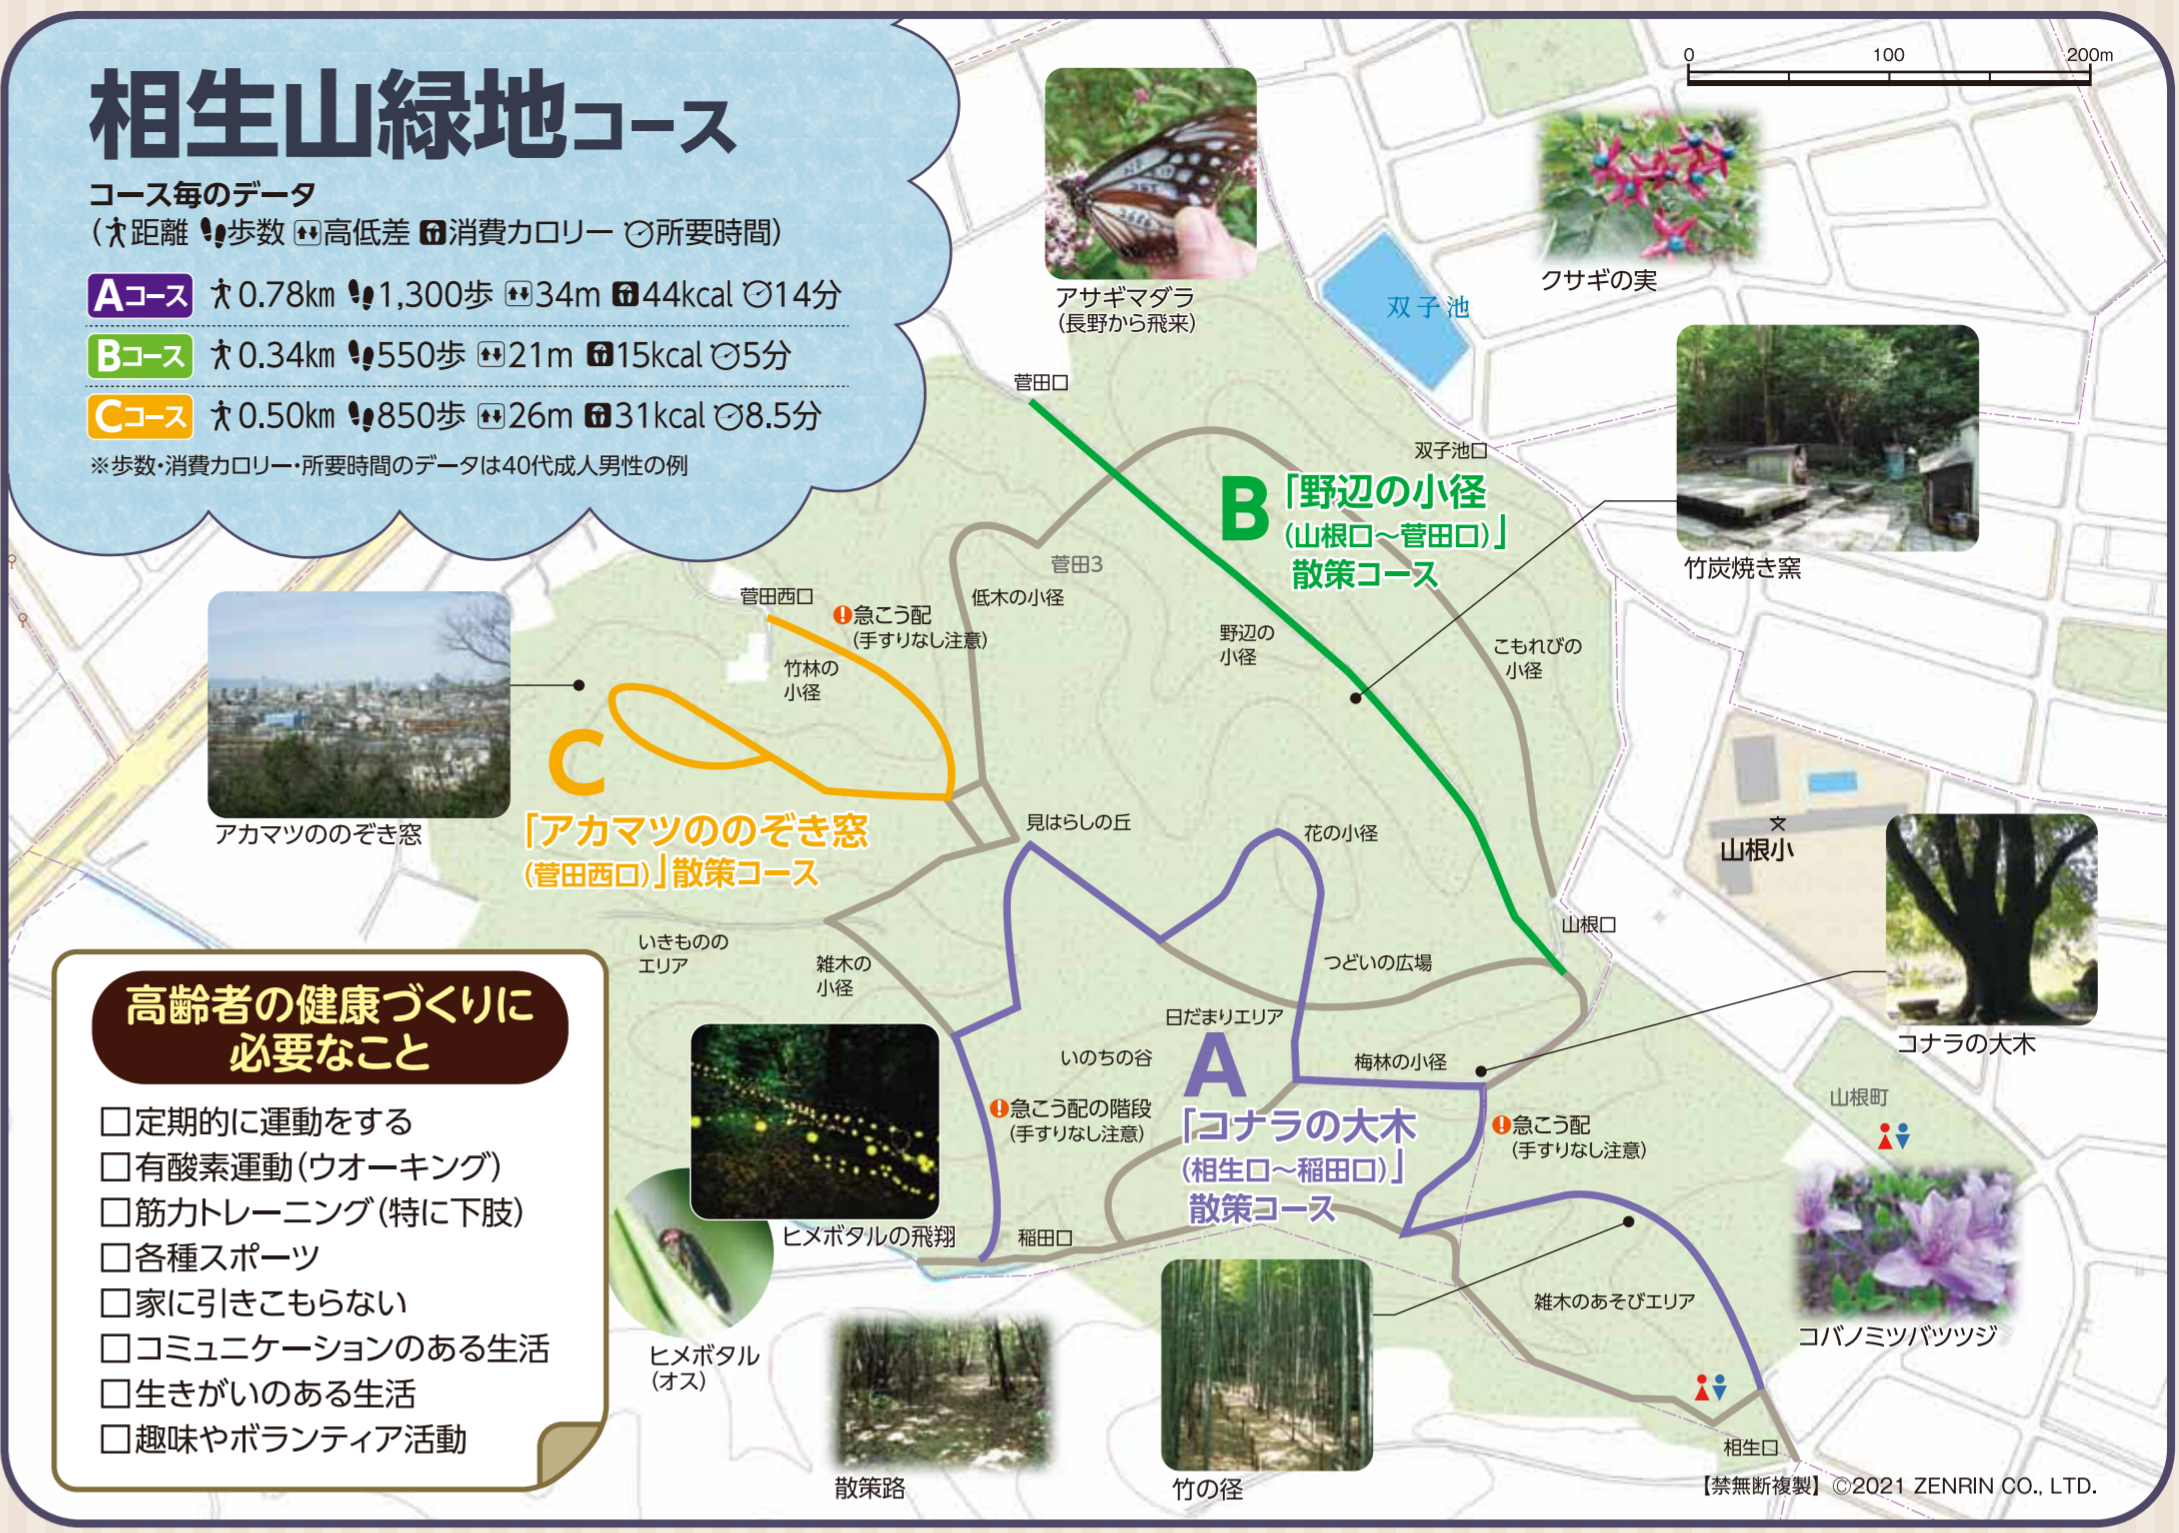 相生山緑地コース
コース毎のデータ
(距離 歩数 高低差 消費カロリー 所要時間)
Aコース 0.78km 1,300歩 34m 44kcal 14分
Bコース 0.34km 550歩 21m 15kcal 5分
Cコース 0.50km 850歩 26m 31kcal 8.5分
※歩数・消費カロリー・所要時間のデータは40代成人男性の例
0 100 200m
アサギマダラ
(長野から飛来)
クサギの実
双子池
菅田口
双子池口
B「野辺の小径
(山根口〜菅田口)」
散策コース
竹炭焼き窯
菅田3
低木の小径
菅田西口
!急こう配
(手すりなし注意)
竹林の
小径
野辺の
小径
こもれびの
小径
アカマツののぞき窓
C
「アカマツののぞき窓
(菅田西口)」散策コース
見はらしの丘
花の小径
文
山根小
山根口
いきものの
エリア
雑木の
小径
つどいの広場
日だまりエリア
いのちの谷
梅林の小径
コナラの大木
A
「コナラの大木
(相生口〜稲田口)」
散策コース
!急こう配の階段
(手すりなし注意)
!急こう配
(手すりなし注意)
山根町
ヒメボタルの飛翔
稲田口
ヒメボタル
(オス)
雑木のあそびエリア
コバノミツバツツジ
散策路
竹の径
相生口
高齢者の健康づくりに
必要なこと
□定期的に運動をする
□有酸素運動(ウオーキング)
□筋力トレーニング(特に下肢)
□各種スポーツ
□家に引きこもらない
□コミュニケーションのある生活
□生きがいのある生活
□趣味やボランティア活動
【禁無断複製】©2021 ZENRIN CO., LTD.